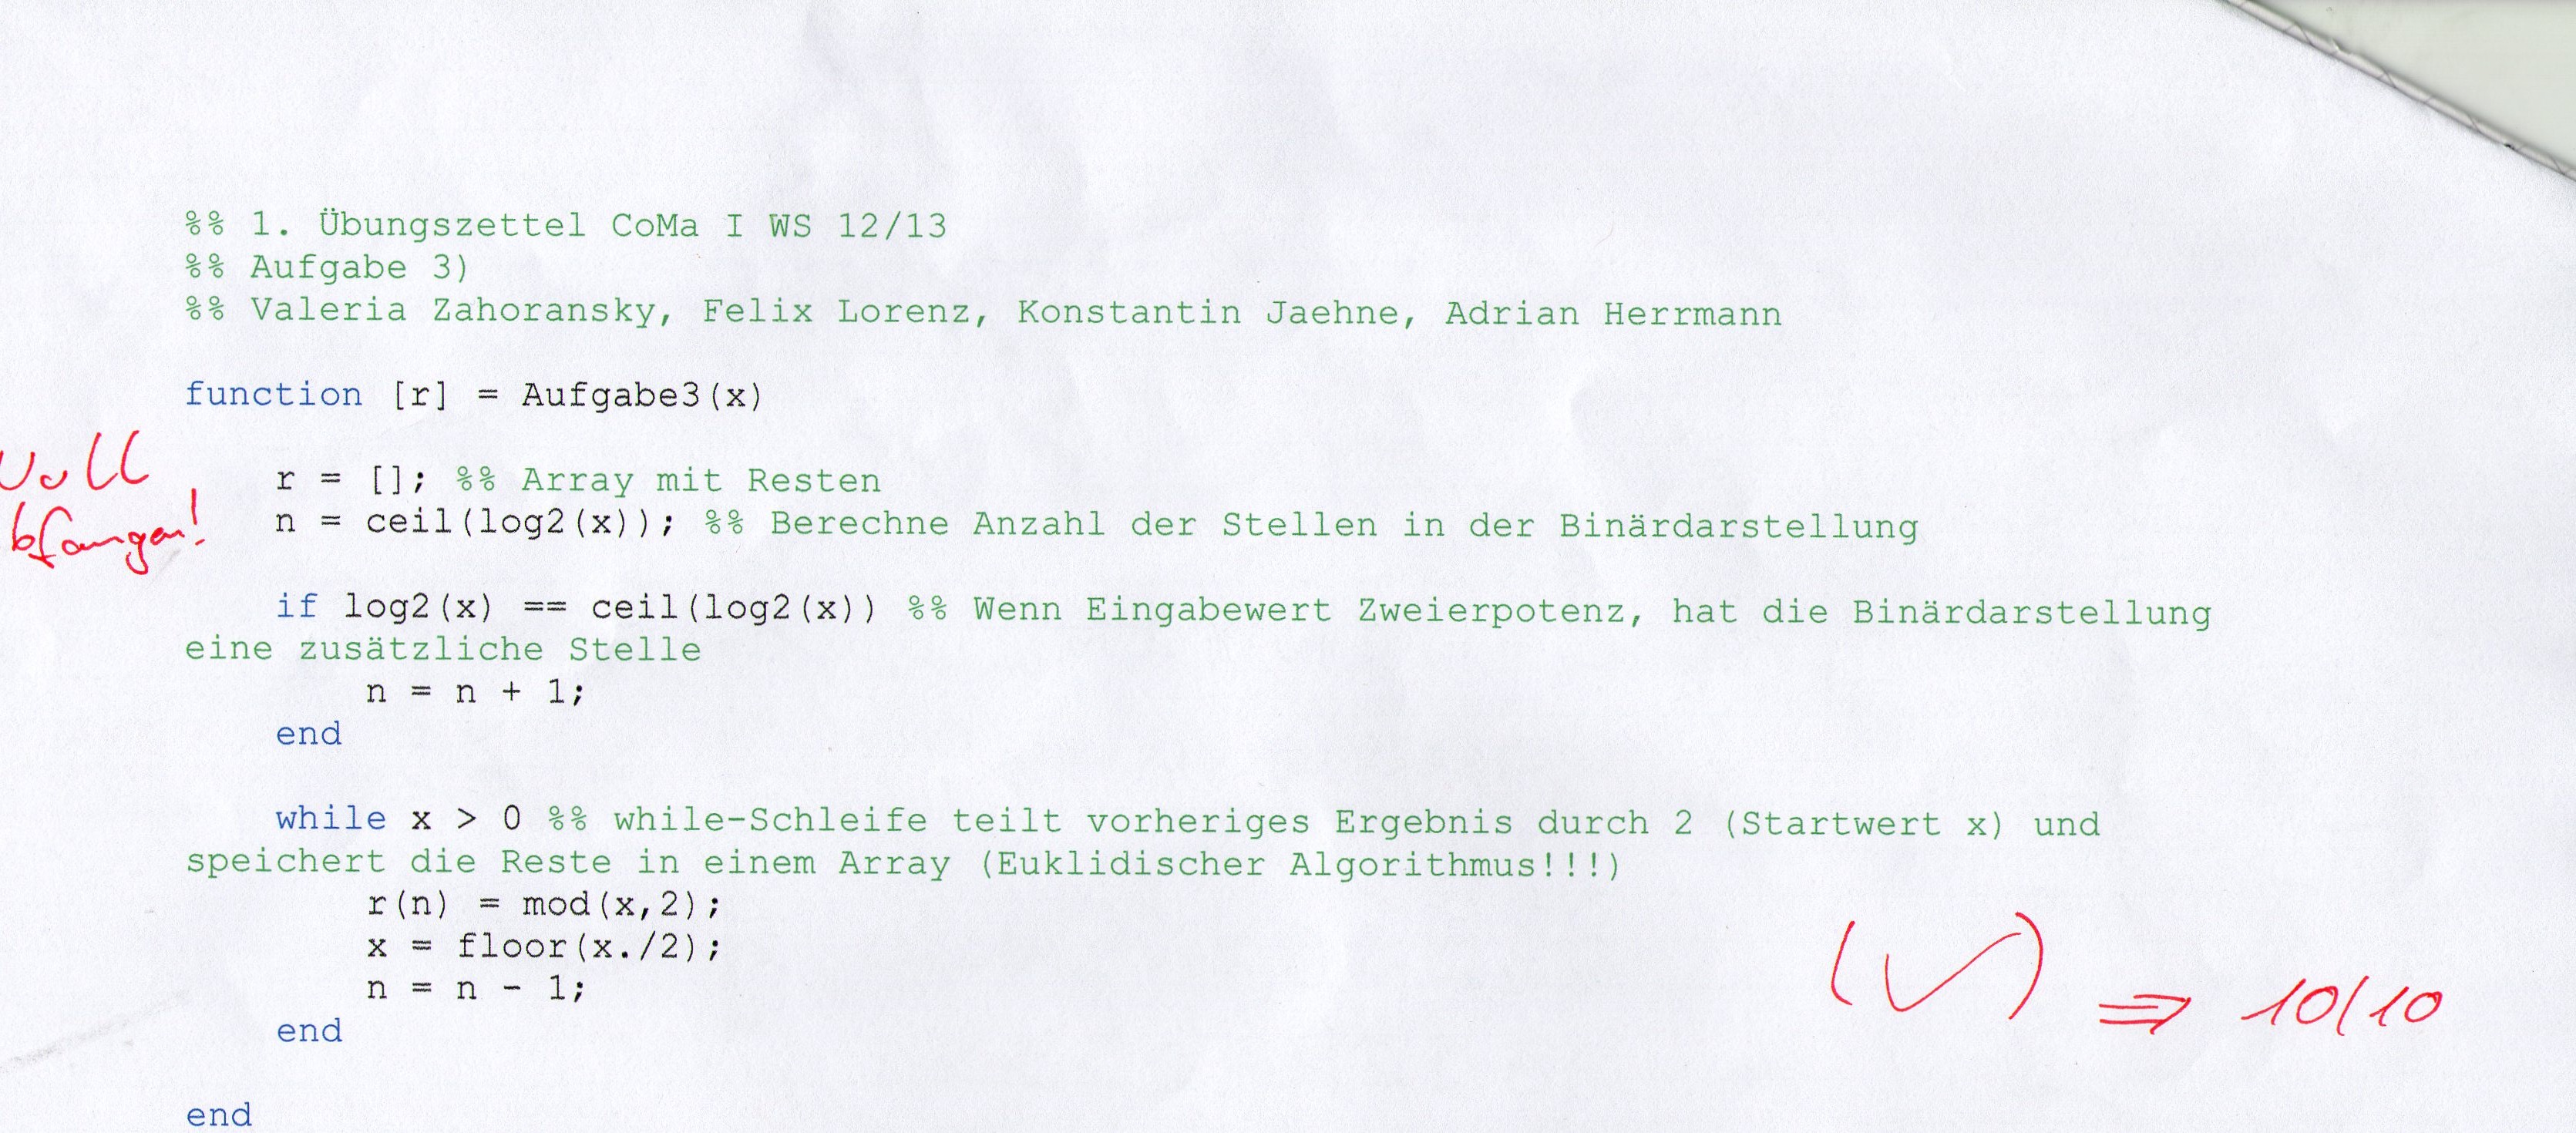 %% 1. Übungszettel CoMa I WS 12/13
%% Aufgabe 3)
%% Valeria Zahoransky, Felix Lorenz, Konstantin Jaehne, Adrian Herrmann
function [r] = Aufgabe3(x)
r = []; %% Array mit Resten
n = ceil(log2(x)); %% Berechne Anzahl der Stellen in der Binärdarstellung
if log2(x) == ceil(log2(x)) %% Wenn Eingabewert Zweierpotenz, hat die Binärdarstellung
eine zusätzliche Stelle
n = n + 1;
end
while x > 0 %% while-Schleife teilt vorheriges Ergebnis durch 2 (Startwert x) und
speichert die Reste in einem Array (Euklidischer Algorithmus!!!)
r(n) = mod(x,2);
x = floor(x./2);
n = n - 1;
end
(✓) ⇒ 10/10
end